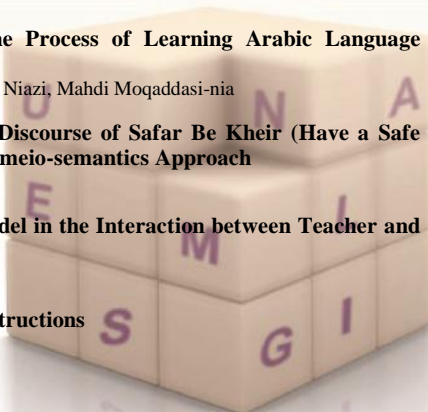 e Process of Learning Arabic Language
Niazi, Mahdi Moqaddasi-nia
Discourse of Safar Be Kheir (Have a Safe
meio-semantics Approach
del in the Interaction between Teacher and
tructions
U N A
E M I
S G I